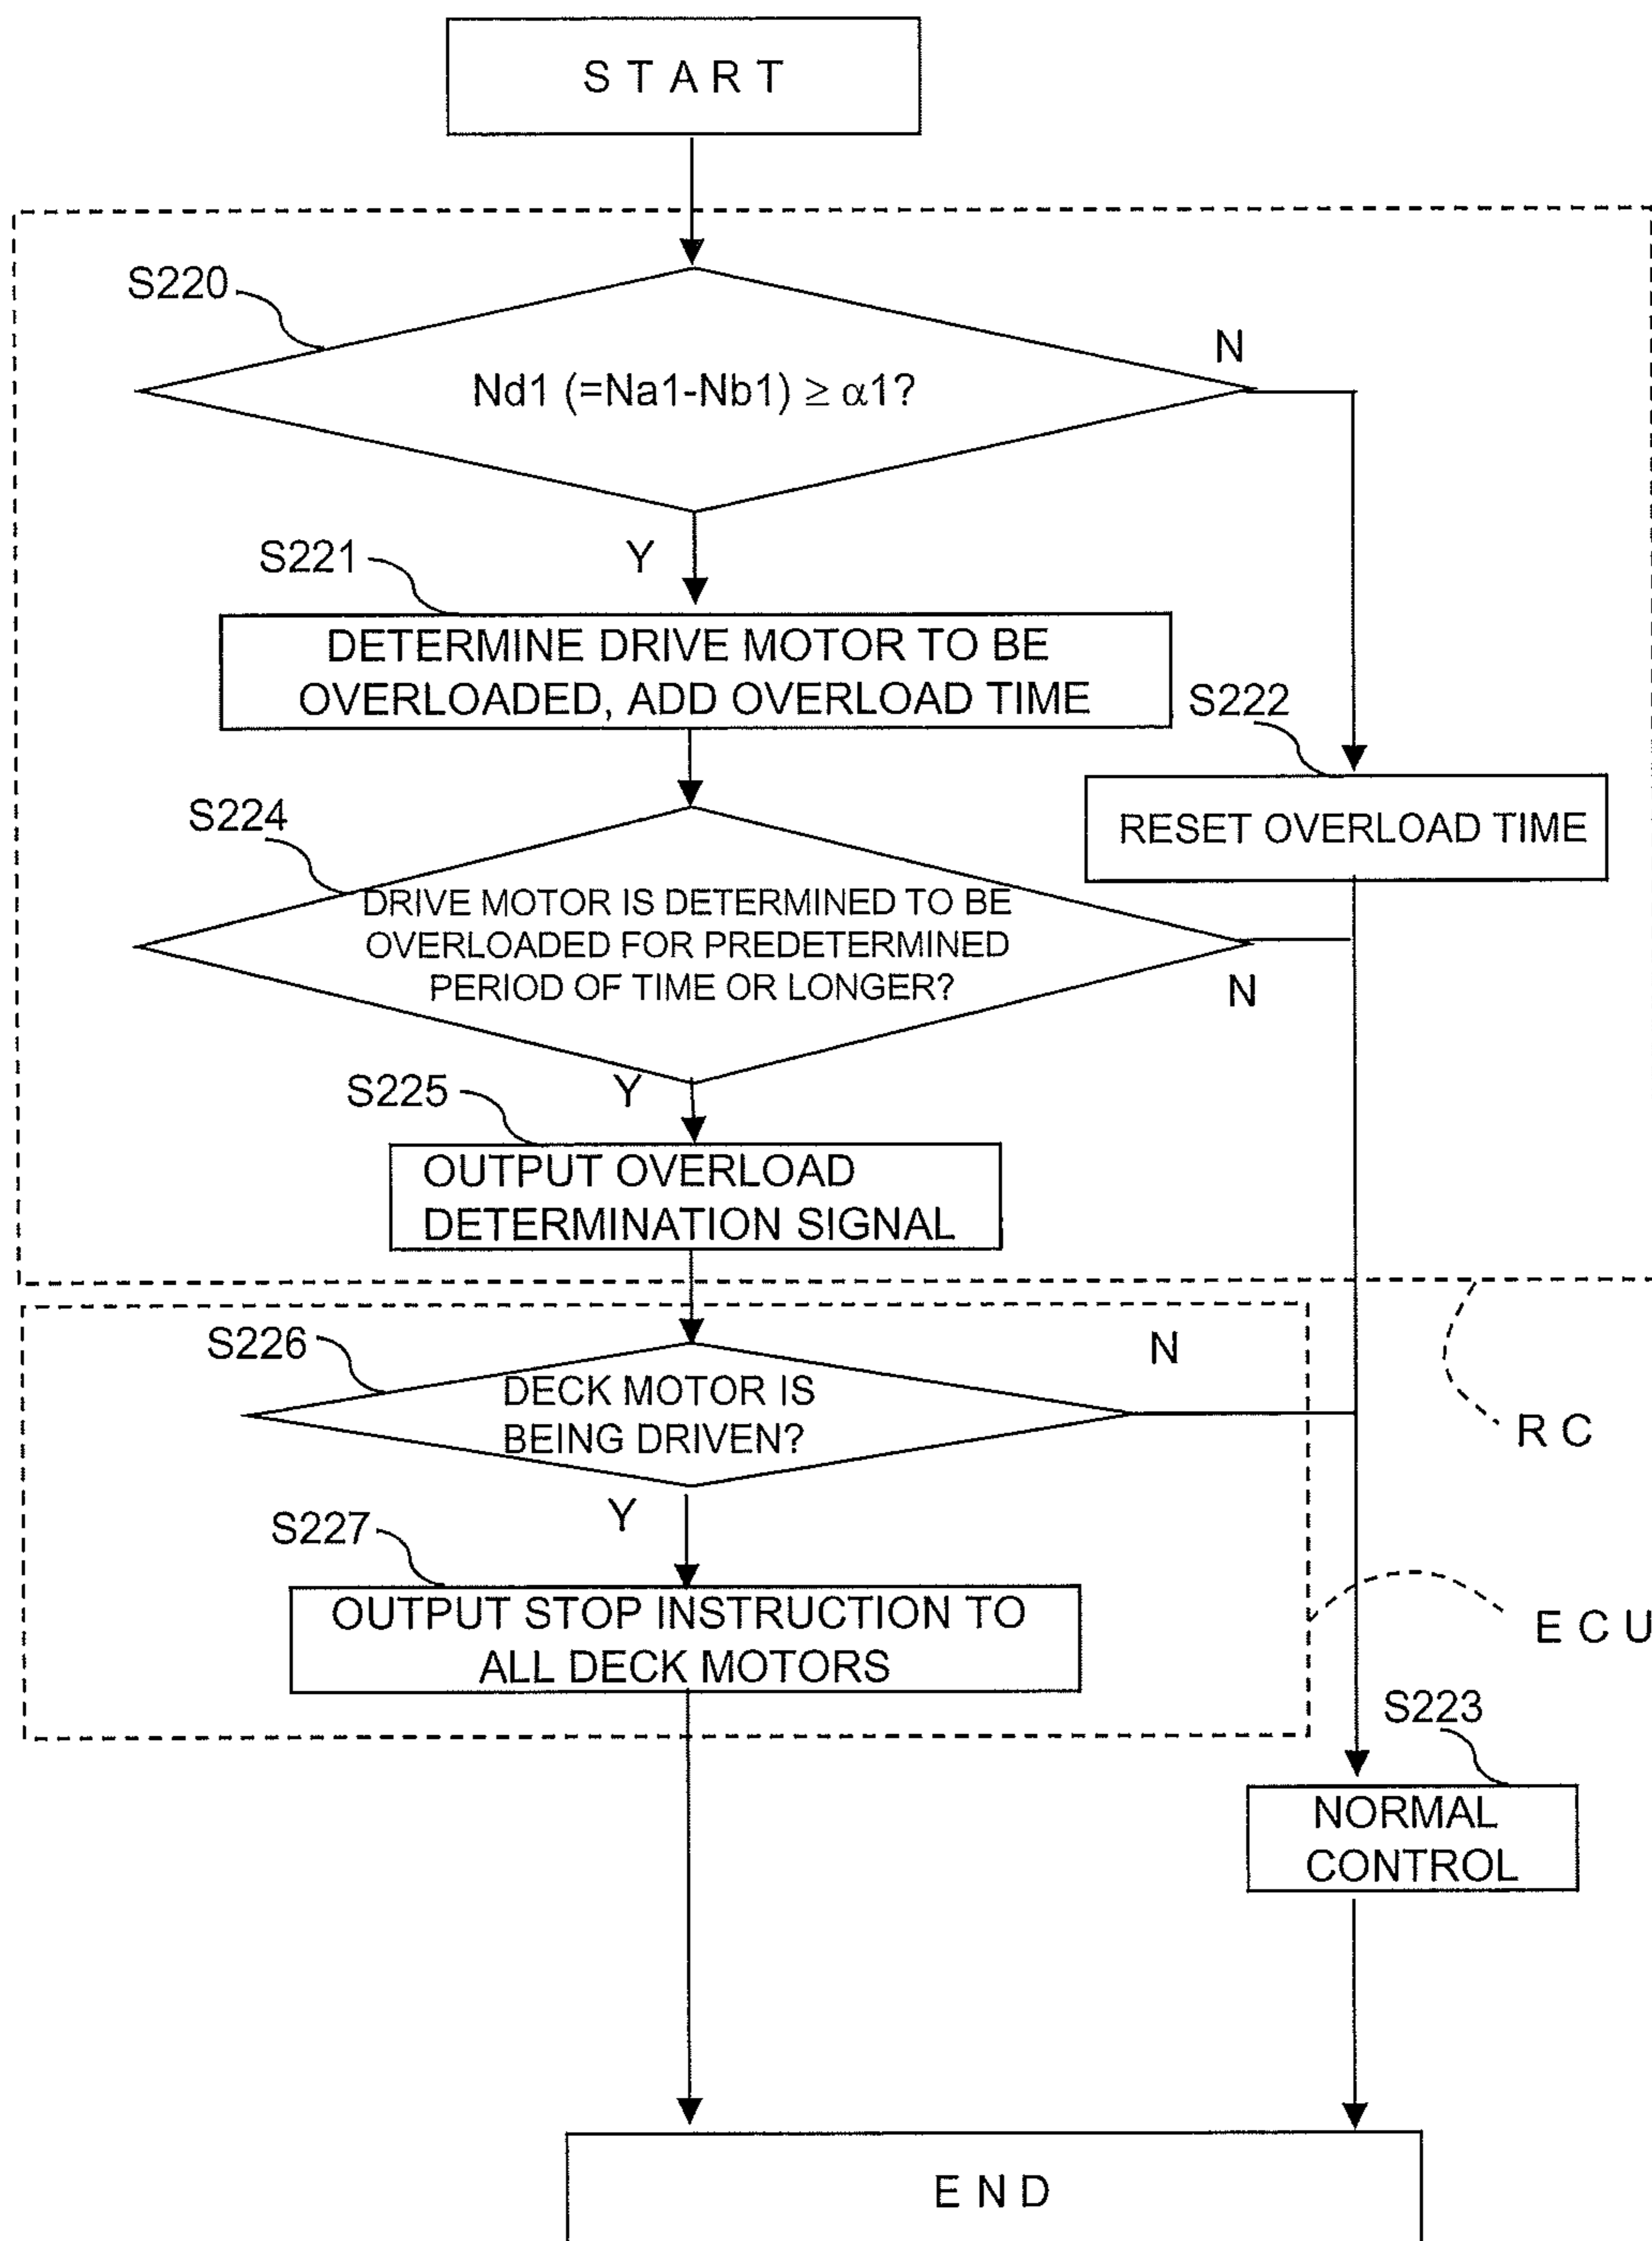 START
S220
N
Nd1 (=Na1-Nb1) ≥ α1?
Y
S221
DETERMINE DRIVE MOTOR TO BE
OVERLOADED, ADD OVERLOAD TIME
S222
RESET OVERLOAD TIME
S224
DRIVE MOTOR IS DETERMINED TO BE
OVERLOADED FOR PREDETERMINED
PERIOD OF TIME OR LONGER?
N
Y
S225
OUTPUT OVERLOAD
DETERMINATION SIGNAL
S226
N
DECK MOTOR IS
BEING DRIVEN?
RC
Y
S227
OUTPUT STOP INSTRUCTION TO
ALL DECK MOTORS
ECU
S223
NORMAL
CONTROL
END